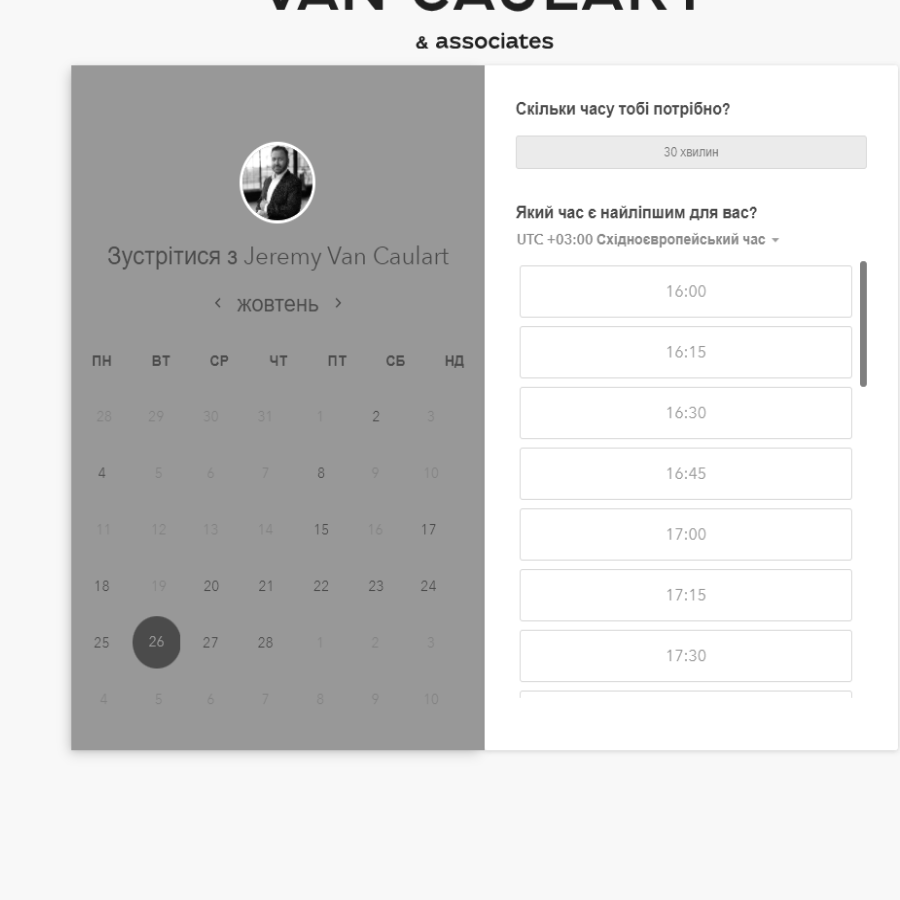 VAN CAULART
& associates
Зустрітися з Jeremy Van Caulart
жовтень
ПН ВТ СР ЧТ ПТ СБ НД
28 29 30 31 1 2 3
4 5 6 7 8 9 10
11 12 13 14 15 16 17
18 19 20 21 22 23 24
25 26 27 28 1 2 3
4 5 6 7 8 9 10
Скільки часу тобі потрібно?
30 хвилин
Який час є найліпшим для вас?
UTC +03:00 Східноєвропейський час
16:00
16:15
16:30
16:45
17:00
17:15
17:30